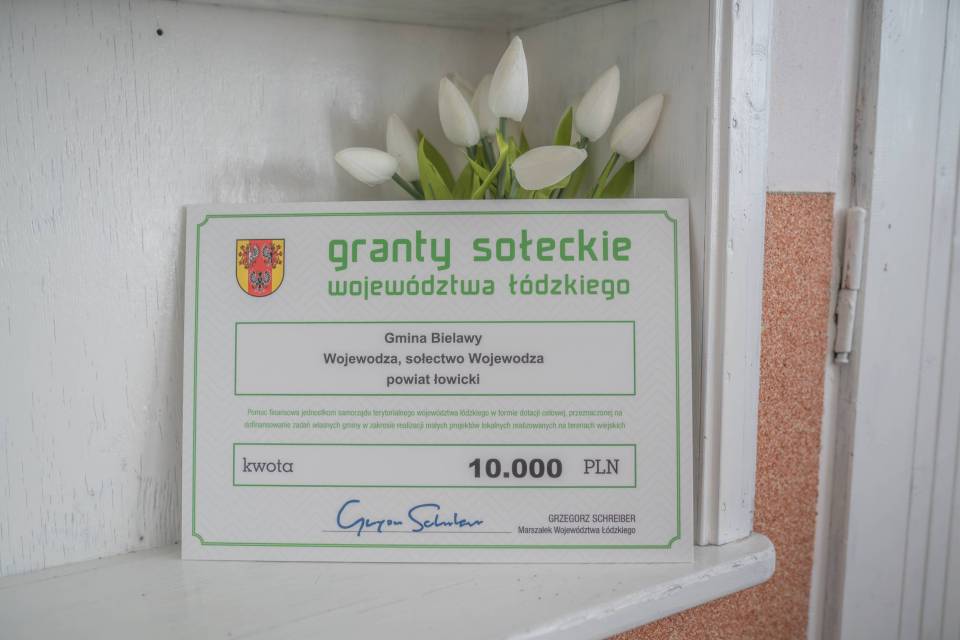 granty sołeckie
województwa łódzkiego
Gmina Bielawy
Wojewodza, sołectwo Wojewodza
powiat łowicki
Pomoc finansowa jednostkom samorządu terytorialnego województwa łódzkiego w formie dotacji celowej, przeznaczonej na
dofinansowanie zadań własnych gminy w zakresie realizacji małych projektów lokalnych realizowanych na terenach wiejskich
kwota 10.000 PLN
GRZEGORZ SCHREIBER
Marszałek Województwa Łódzkiego